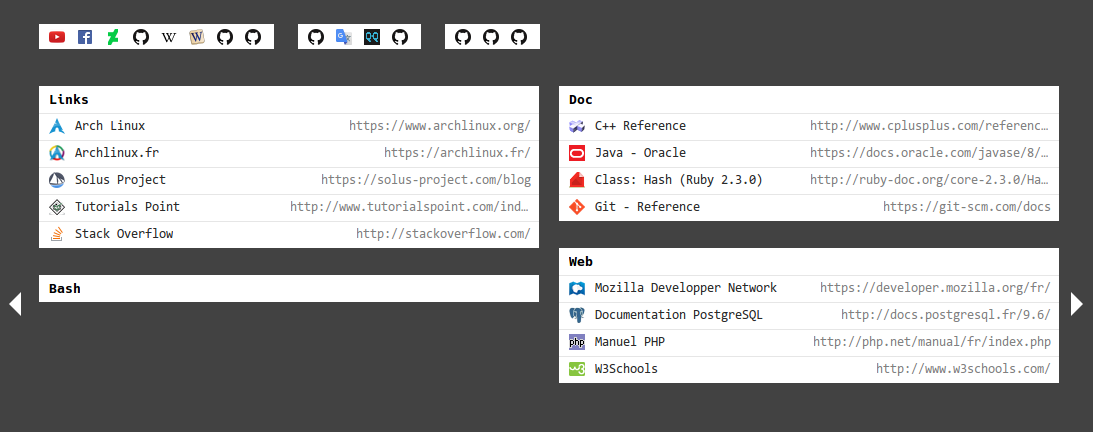 Links
Arch Linux https://www.archlinux.org/
Archlinux.fr https://archlinux.fr/
Solus Project https://solus-project.com/blog
Tutorials Point http://www.tutorialspoint.com/ind…
Stack Overflow http://stackoverflow.com/
Bash
Doc
C++ Reference http://www.cplusplus.com/referenc…
Java - Oracle https://docs.oracle.com/javase/8/…
Class: Hash (Ruby 2.3.0) http://ruby-doc.org/core-2.3.0/Ha…
Git - Reference https://git-scm.com/docs
Web
Mozilla Developper Network https://developer.mozilla.org/fr/
Documentation PostgreSQL http://docs.postgresql.fr/9.6/
php Manuel PHP http://php.net/manual/fr/index.php
W3Schools http://www.w3schools.com/